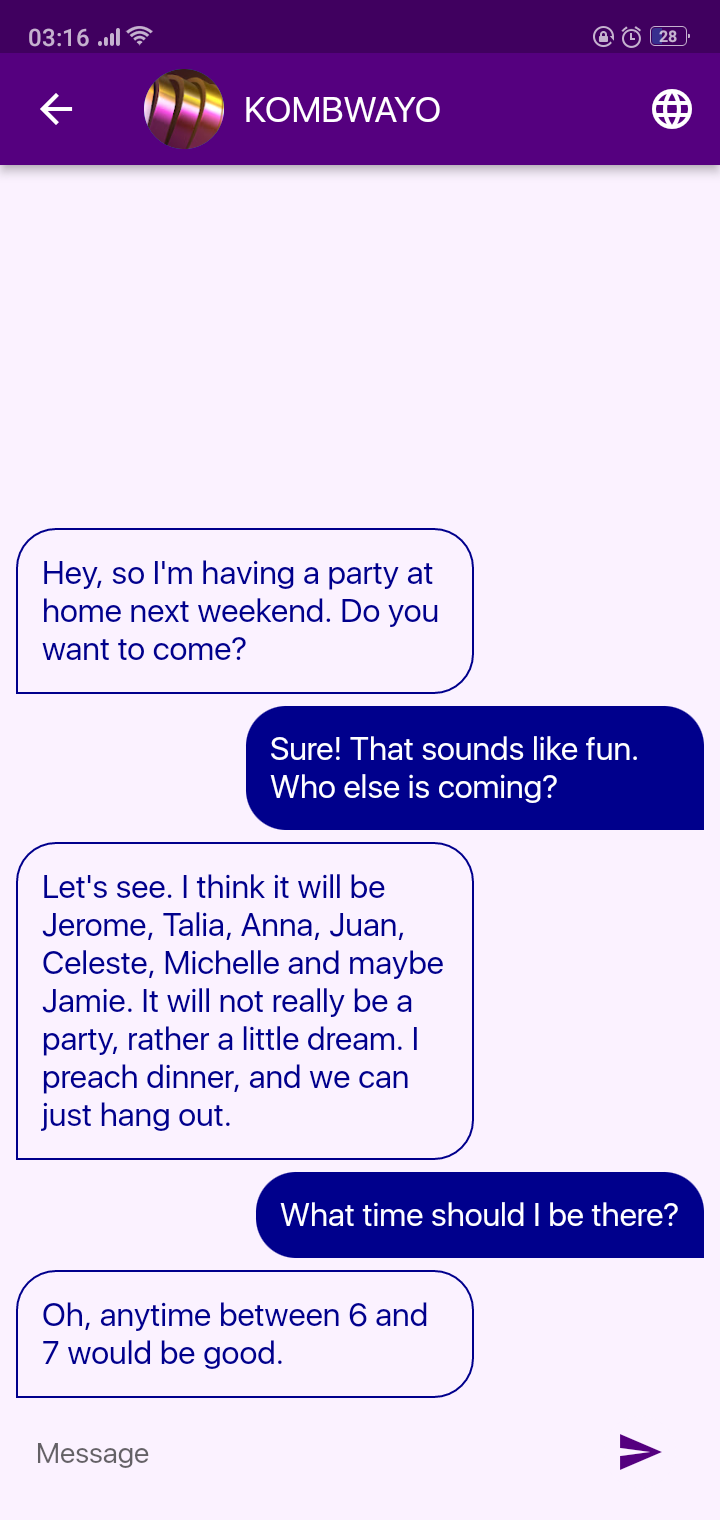 03:16
28
KOMBWAYO
Hey, so I'm having a party at
home next weekend. Do you
want to come?
Sure! That sounds like fun.
Who else is coming?
Let's see. I think it will be
Jerome, Talia, Anna, Juan,
Celeste, Michelle and maybe
Jamie. It will not really be a
party, rather a little dream. I
preach dinner, and we can
just hang out.
What time should I be there?
Oh, anytime between 6 and
7 would be good.
Message